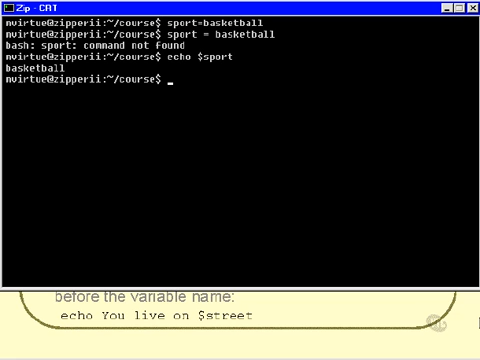 Zip - CAT
nvirtue@zipperii:~/course$ sport=basketball
nvirtue@zipperii:~/course$ sport = basketball
bash: sport: command not found
nvirtue@zipperii:~/course$ echo $sport
basketball
nvirtue@zipperii:~/course$ _
before the variable name:
echo You live on $street